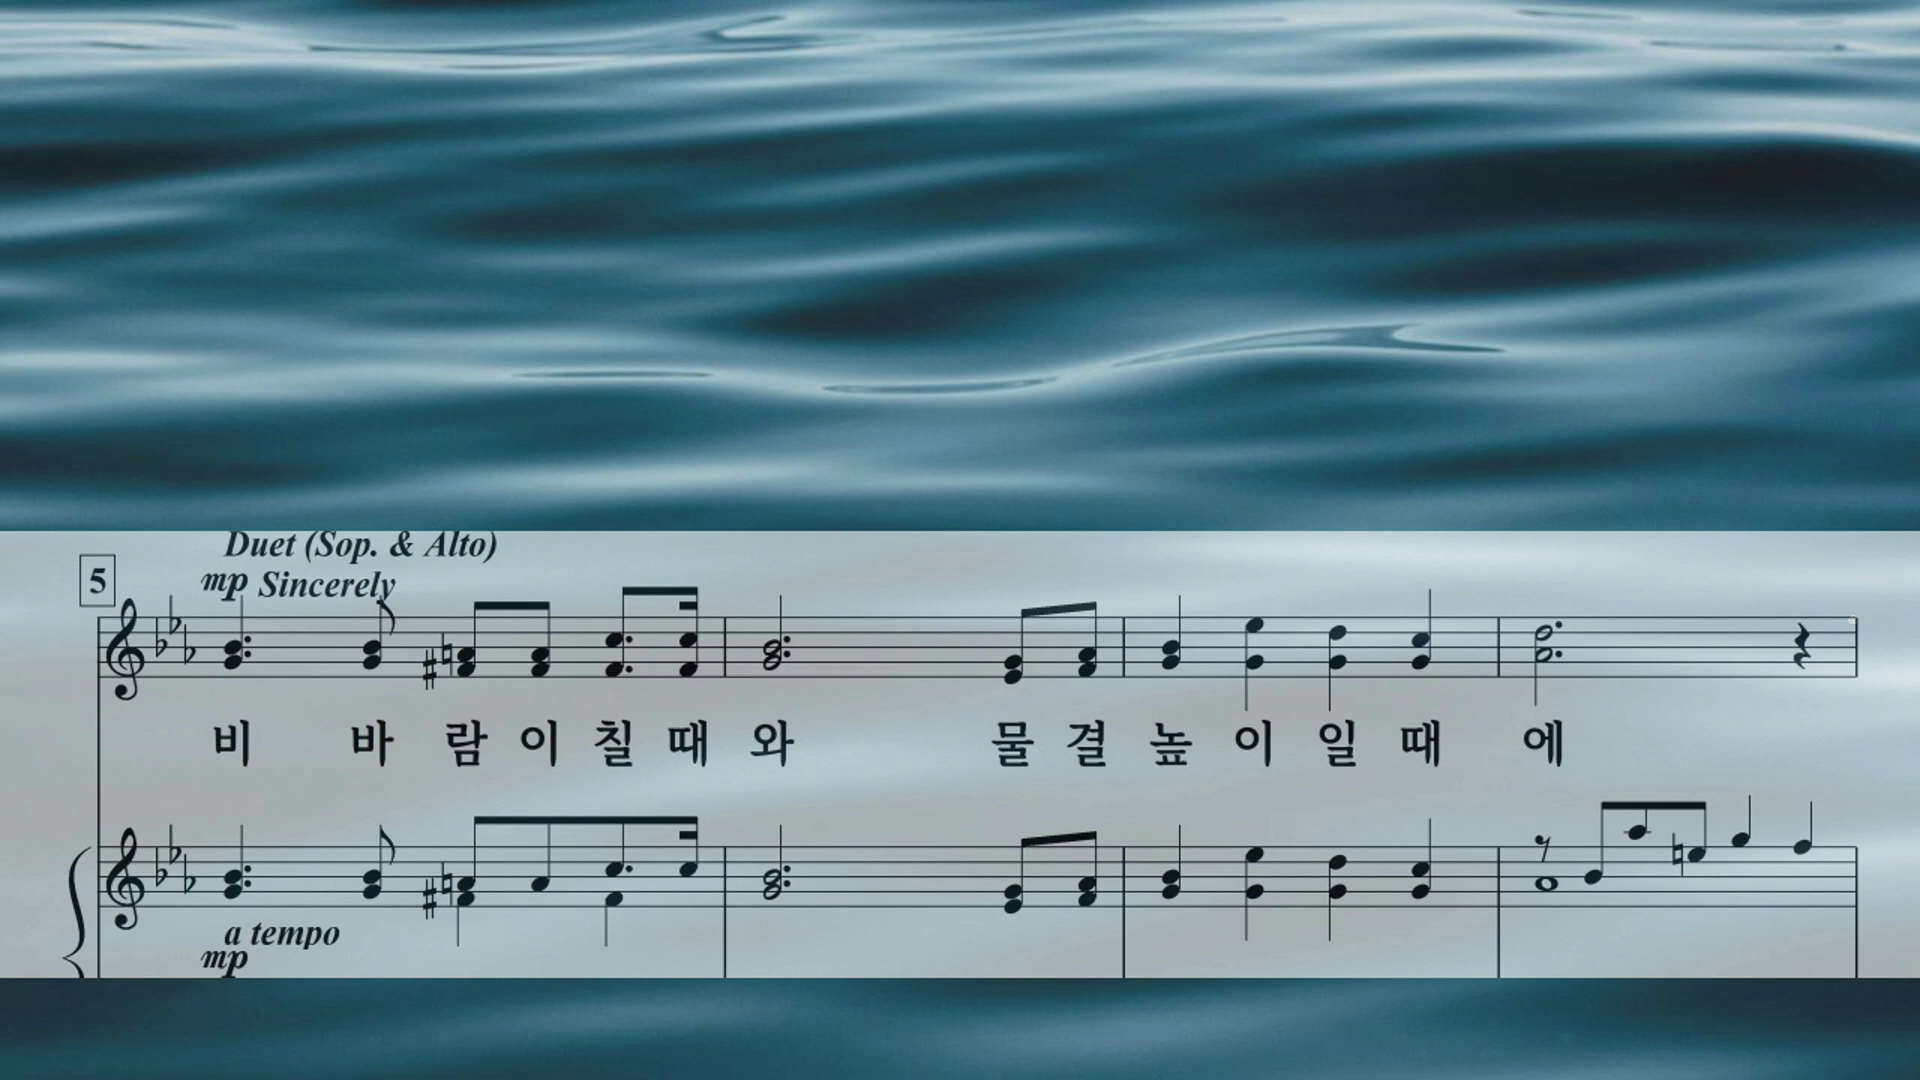 Duet (Sop. & Alto)
5
mp Sincerely
비 바 람 이 칠 때 와 물 결 높 이 일 때 에
a tempo
mp